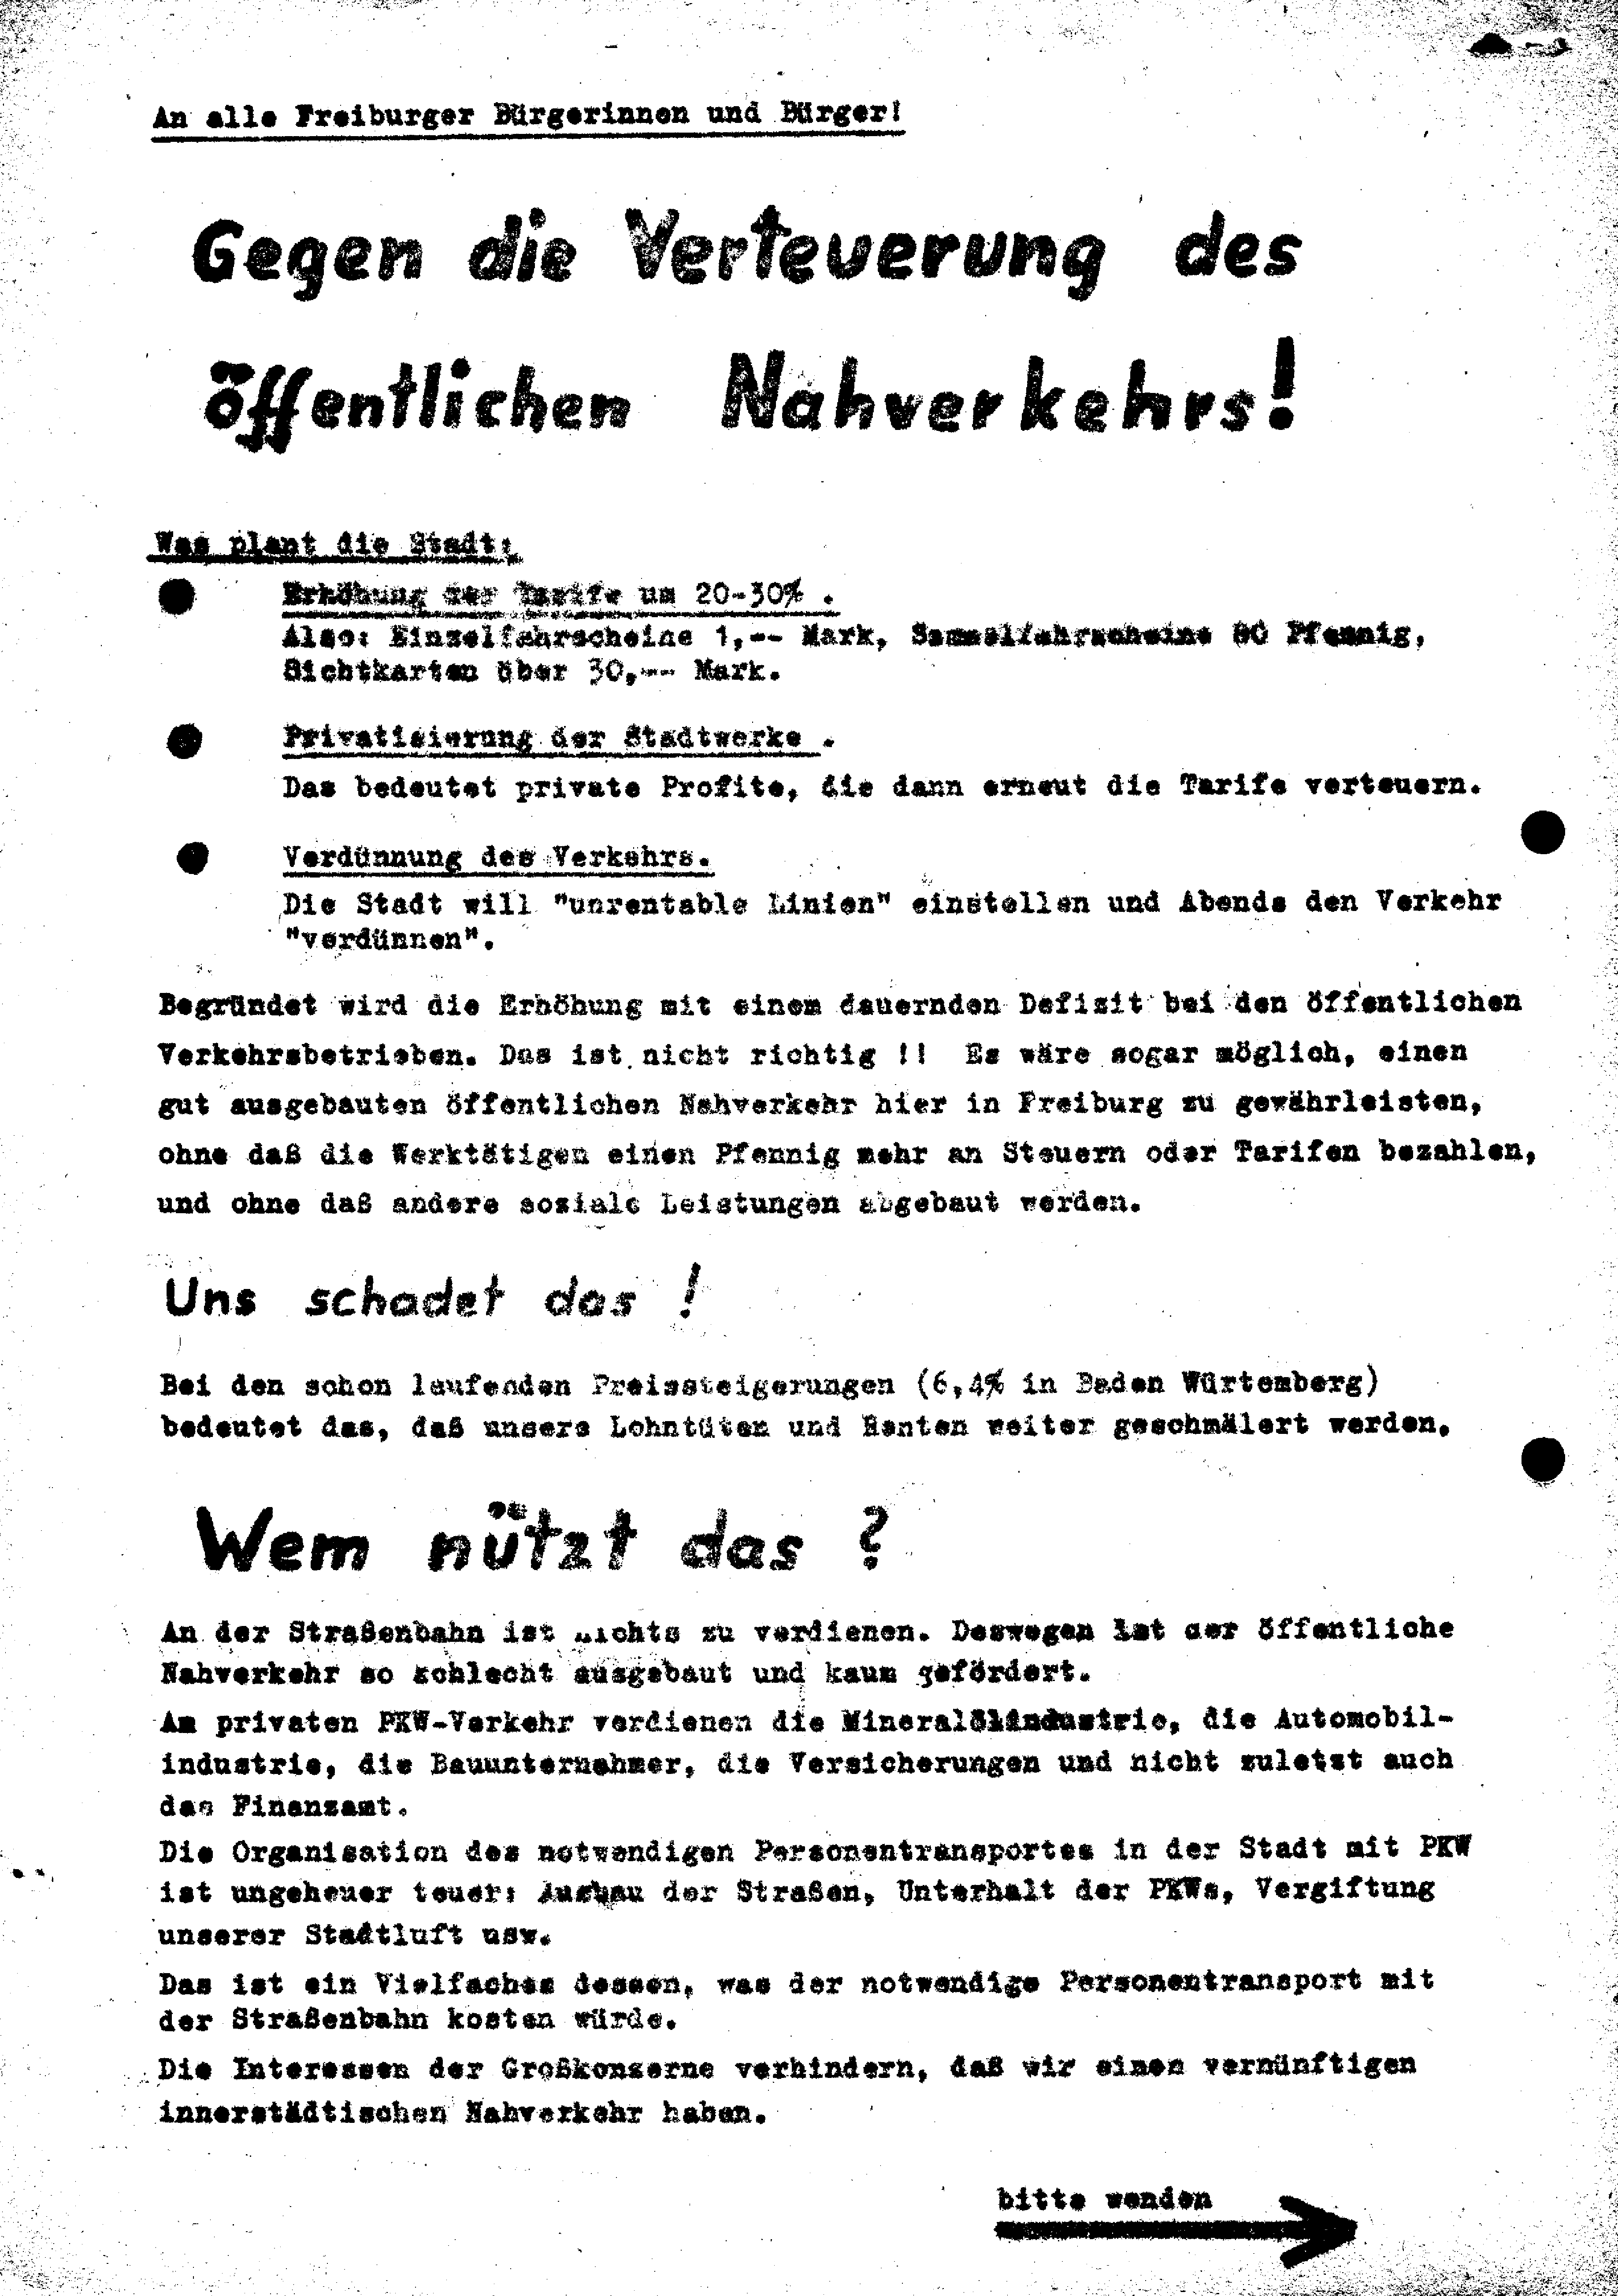 An alle Freiburger Bürgerinnen und Bürger!
Gegen die Verteuerung des
öffentlichen Nahverkehrs!
Was plant die Stadt:
Erhöhung der Tarife um 20-30% .
Also: Einzelfahrscheine 1,-- Mark, Sammelfahrscheine 80 Pfennig,
Sichtkarten über 30,-- Mark.
Privatisierung der Stadtwerke .
Das bedeutet private Profite, die dann erneut die Tarife verteuern.
Verdünnung des Verkehrs.
Die Stadt will "unrentable Linien" einstellen und Abends den Verkehr
"verdünnen".
Begründet wird die Erhöhung mit einem dauernden Defizit bei den öffentlichen
Verkehrsbetrieben. Das ist nicht richtig !! Es wäre sogar möglich, einen
gut ausgebauten öffentlichen Nahverkehr hier in Freiburg zu gewährleisten,
ohne daß die Werktätigen einen Pfennig mehr an Steuern oder Tarifen bezahlen,
und ohne daß andere soziale Leistungen abgebaut werden.
Uns schadet das !
Bei den schon laufenden Preissteigerungen (6,4% in Baden Würtemberg)
bedeutet das, daß unsere Lohntüten und Renten weiter geschmälert werden.
Wem nützt das ?
An der Straßenbahn ist nichts zu verdienen. Deswegen ist der öffentliche
Nahverkehr so schlecht ausgebaut und kaum gefördert.
Am privaten PKW-Verkehr verdienen die Mineralölindustrie, die Automobil-
industrie, die Bauunternehmer, die Versicherungen und nicht zuletzt auch
das Finanzamt.
Die Organisation des notwendigen Personentransportes in der Stadt mit PKW
ist ungeheuer teuer: Ausbau der Straßen, Unterhalt der PKWs, Vergiftung
unserer Stadtluft usw.
Das ist ein Vielfaches dessen, was der notwendige Personentransport mit
der Straßenbahn kosten würde.
Die Interessen der Großkonzerne verhindern, daß wir einen vernünftigen
innerstädtischen Nahverkehr haben.
bitte wenden